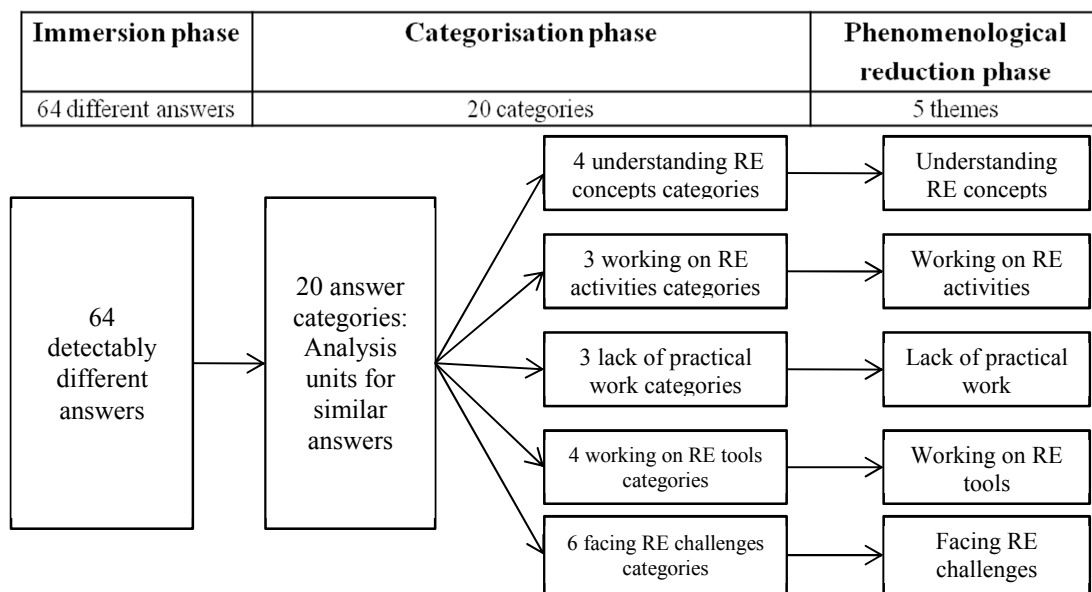 Immersion phase
Categorisation phase
Phenomenological
reduction phase
64 different answers
20 categories
5 themes
64
detectably
different
answers
20 answer
categories:
Analysis
units for
similar
answers
4 understanding RE
concepts categories
Understanding
RE concepts
3 working on RE
activities categories
Working on RE
activities
3 lack of practical
work categories
Lack of practical
work
4 working on RE tools
categories
Working on RE
tools
6 facing RE challenges
categories
Facing RE
challenges